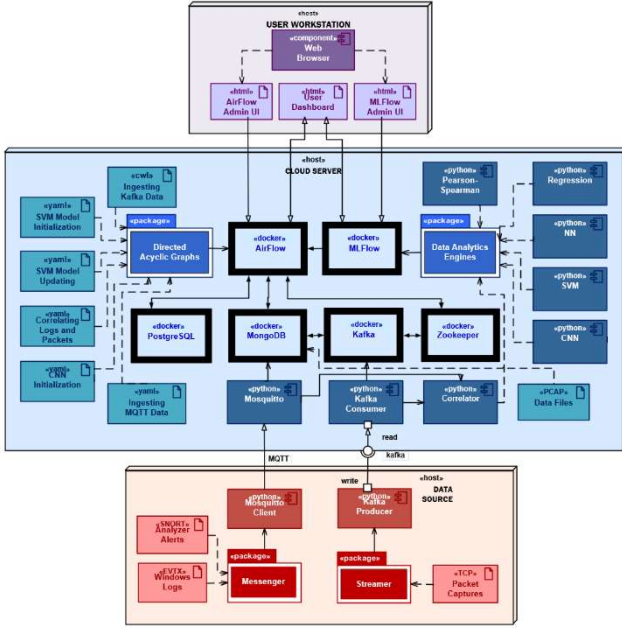 «host»
USER WORKSTATION
«component»
Web
Browser
«html»
AirFlow
Admin UI
«html»
User
Dashboard
«html»
MLFlow
Admin UI
«host»
CLOUD SERVER
«cwl»
Ingesting
Kafka Data
«python»
Pearson-
Spearman
«python»
Regression
«yaml»
SVM Model
Initialization
«package»
Directed
Acyclic Graphs
«docker»
AirFlow
«docker»
MLFlow
«package»
Data Analytics
Engines
«python»
NN
«yaml»
SVM Model
Updating
«python»
SVM
«yaml»
Correlating
Logs and
Packets
«docker»
PostgreSQL
«docker»
MongoDB
«docker»
Kafka
«docker»
Zookeeper
«python»
CNN
«yaml»
CNN
Initialization
«yaml»
Ingesting
MQTT Data
«python»
Mosquitto
«python»
Kafka
Consumer
«python»
Correlator
«PCAP»
Data Files
read
MQTT
kafka
write
«host»
DATA
SOURCE
«python»
Mosquitto
Client
«python»
Kafka
Producer
«SNORT»
Analyzer
Alerts
«package»
Messenger
«package»
Streamer
«EVTX»
Windows
Logs
«TCP»
Packet
Captures